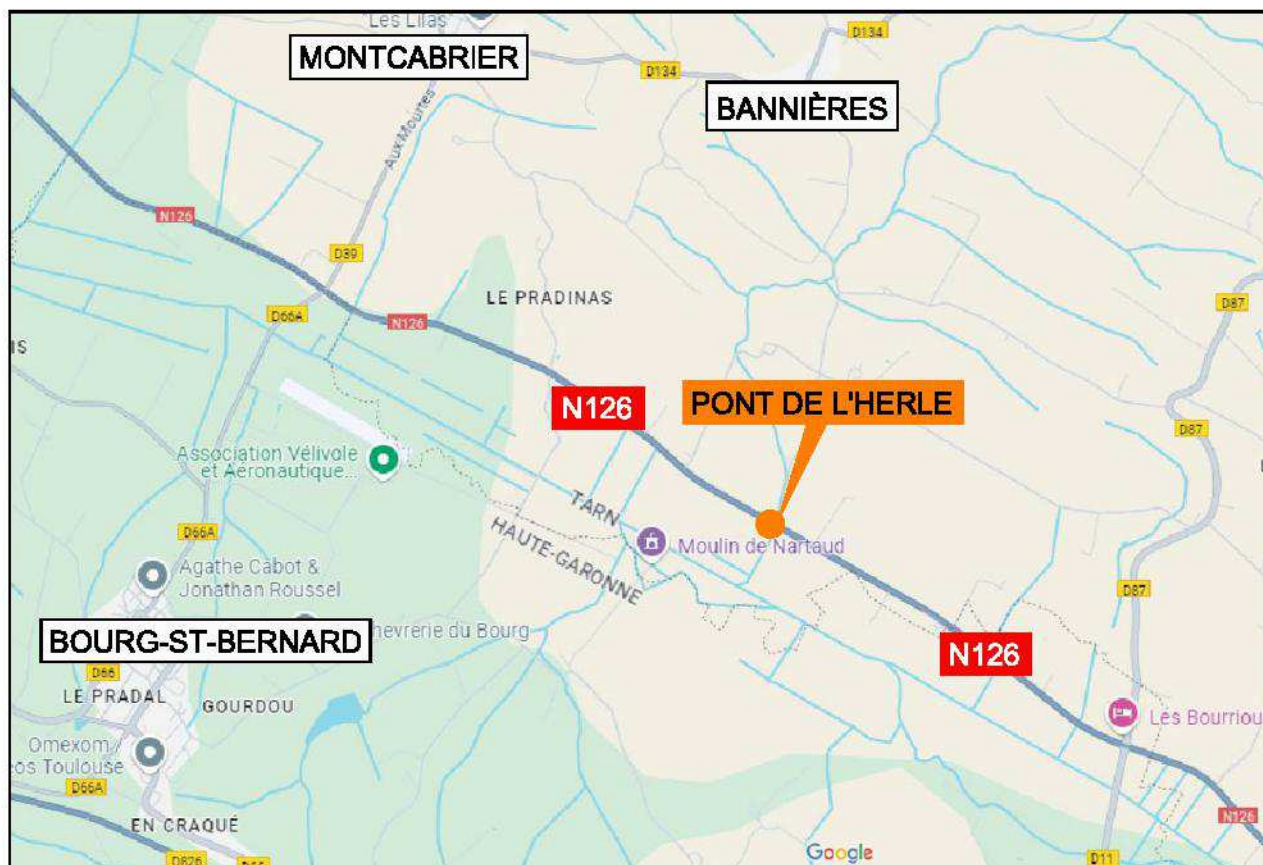 'Les Lilas'
MONTCABRIER
D134
D134
BANNIÈRES
Aux Mourtes
N126
D39
LE PRADINAS
D66A
N126
D87
IS
N126
PONT DE L'HERLE
D87
Association Vélivole
et Aéronautique...
TARN
HAUTE-GARONNE
Moulin de Nartaud
D66A
Agathe Cabot &
Jonathan Roussel
D87
BOURG-ST-BERNARD
hevrerie du Bourg
N126
D66
LE PRADAL
GOURDOU
Les Bourriou
Omexom /
eos Toulouse
D66A
EN CRAQUÉ
N126
D826
Google
D11